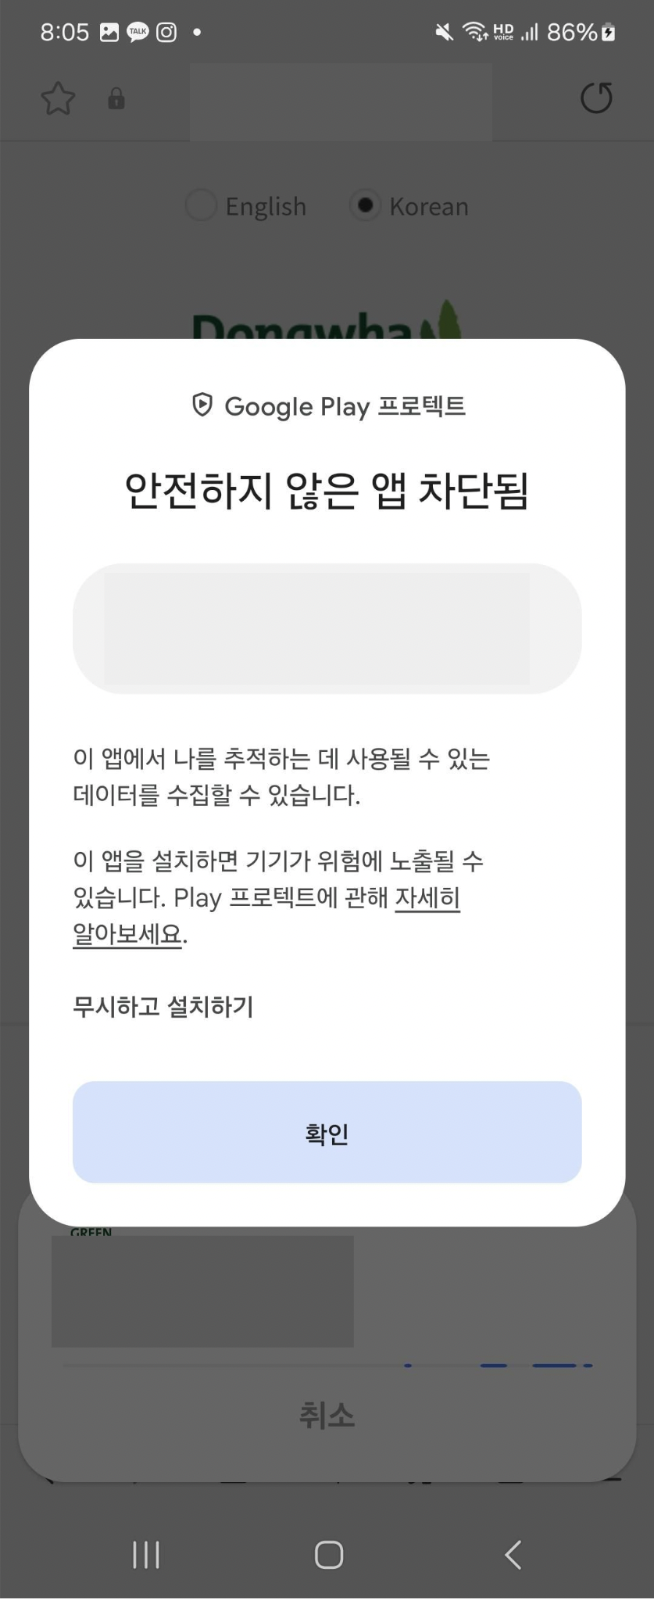 8:05 TALK HD voice 86%
English Korean
Dongwha
Google Play 프로텍트
안전하지 않은 앱 차단됨
이 앱에서 나를 추적하는 데 사용될 수 있는
데이터를 수집할 수 있습니다.
이 앱을 설치하면 기기가 위험에 노출될 수
있습니다. Play 프로텍트에 관해 자세히
알아보세요.
무시하고 설치하기
확인
GREEN
취소